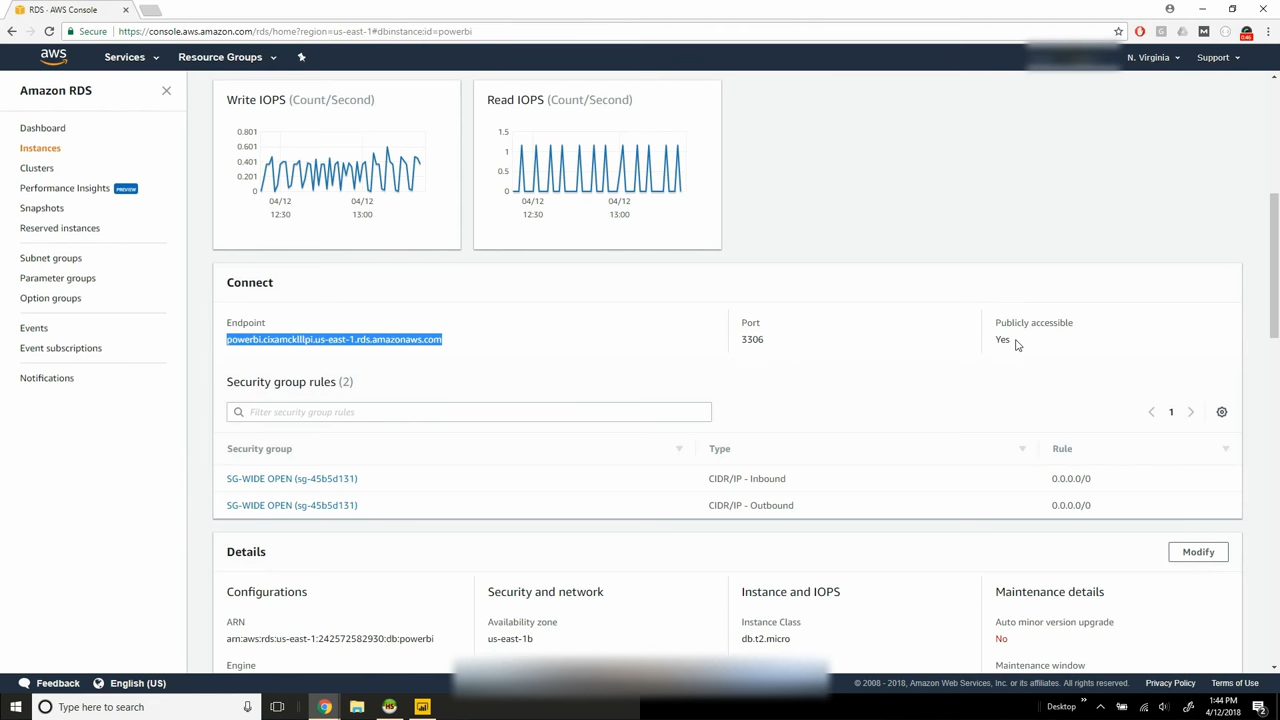 RDS · AWS Console
Secure
https://console.aws.amazon.com/rds/home?region=us-east-1#dbinstance:id=powerbi
0:46
aws
Services
Resource Groups
N. Virginia
Support
Amazon RDS
Dashboard
Instances
Clusters
Performance Insights PREVIEW
Snapshots
Reserved instances
Subnet groups
Parameter groups
Option groups
Events
Event subscriptions
Notifications
Write IOPS (Count/Second)
0.801
0.601
0.401
0.201
0
04/12 04/12
12:30 13:00
Read IOPS (Count/Second)
1.5
1
0.5
0
04/12 04/12
12:30 13:00
Connect
Endpoint
powerbi.cixamcklllpi.us-east-1.rds.amazonaws.com
Port
3306
Publicly accessible
Yes
Security group rules (2)
Filter security group rules
1
Security group Type Rule
SG-WIDE OPEN (sg-45b5d131) CIDR/IP - Inbound 0.0.0.0/0
SG-WIDE OPEN (sg-45b5d131) CIDR/IP - Outbound 0.0.0.0/0
Details
Modify
Configurations
ARN
arn:aws:rds:us-east-1:242572582930:db:powerbi
Engine
Security and network
Availability zone
us-east-1b
Instance and IOPS
Instance Class
db.t2.micro
Maintenance details
Auto minor version upgrade
No
Maintenance window
Feedback
English (US)
© 2008 - 2018, Amazon Web Services, Inc. or its affiliates. All rights reserved.
Privacy Policy
Terms of Use
Type here to search
Desktop
1:44 PM
4/12/2018
2